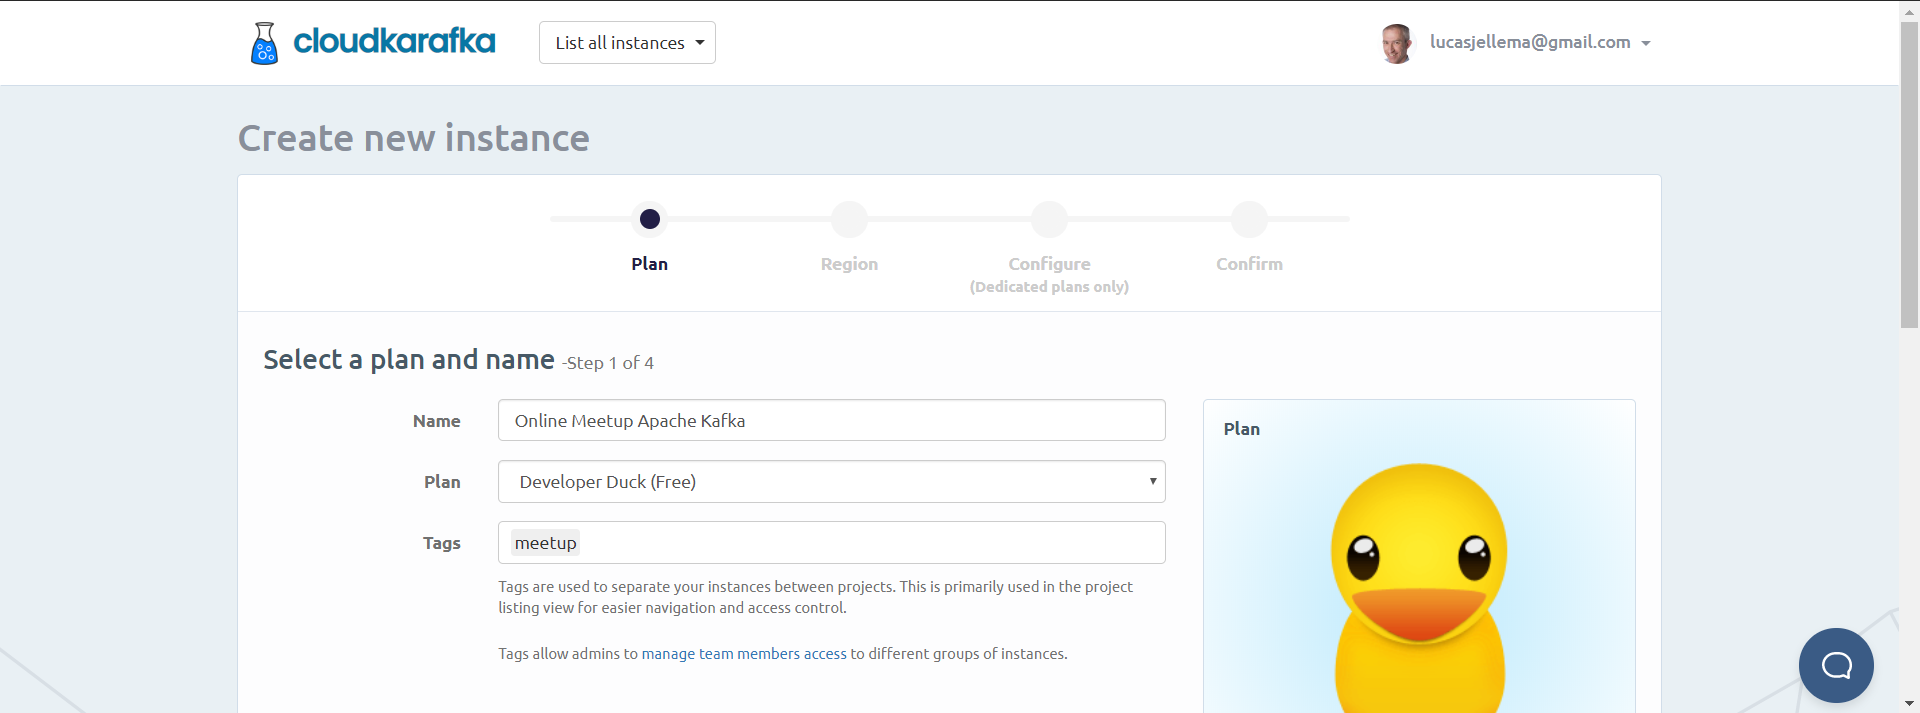 cloudkarafka
List all instances
lucasjellema@gmail.com
Create new instance
Plan
Region
Configure
(Dedicated plans only)
Confirm
Select a plan and name -Step 1 of 4
Name
Online Meetup Apache Kafka
Plan
Developer Duck (Free)
Tags
meetup
Tags are used to separate your instances between projects. This is primarily used in the project
listing view for easier navigation and access control.
Tags allow admins to manage team members access to different groups of instances.
Plan